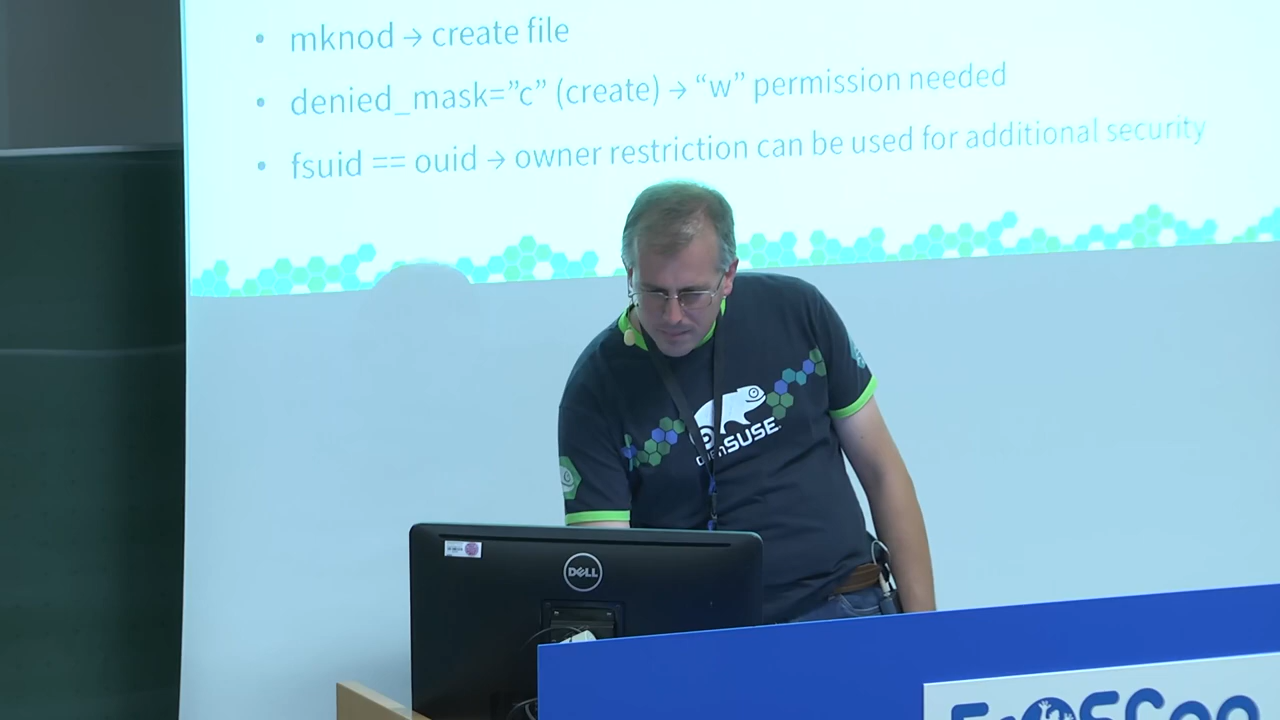 • mknod → create file
• denied_mask=”c” (create) → “w” permission needed
• fsuid == ouid → owner restriction can be used for additional security
openSUSE
DELL
FrOSCon